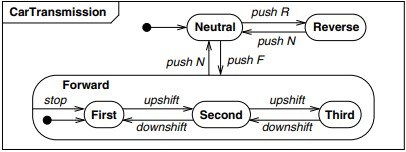 CarTransmission
push R
Neutral
Reverse
push N
push N
push F
Forward
stop
upshift
upshift
First
Second
Third
downshift
downshift